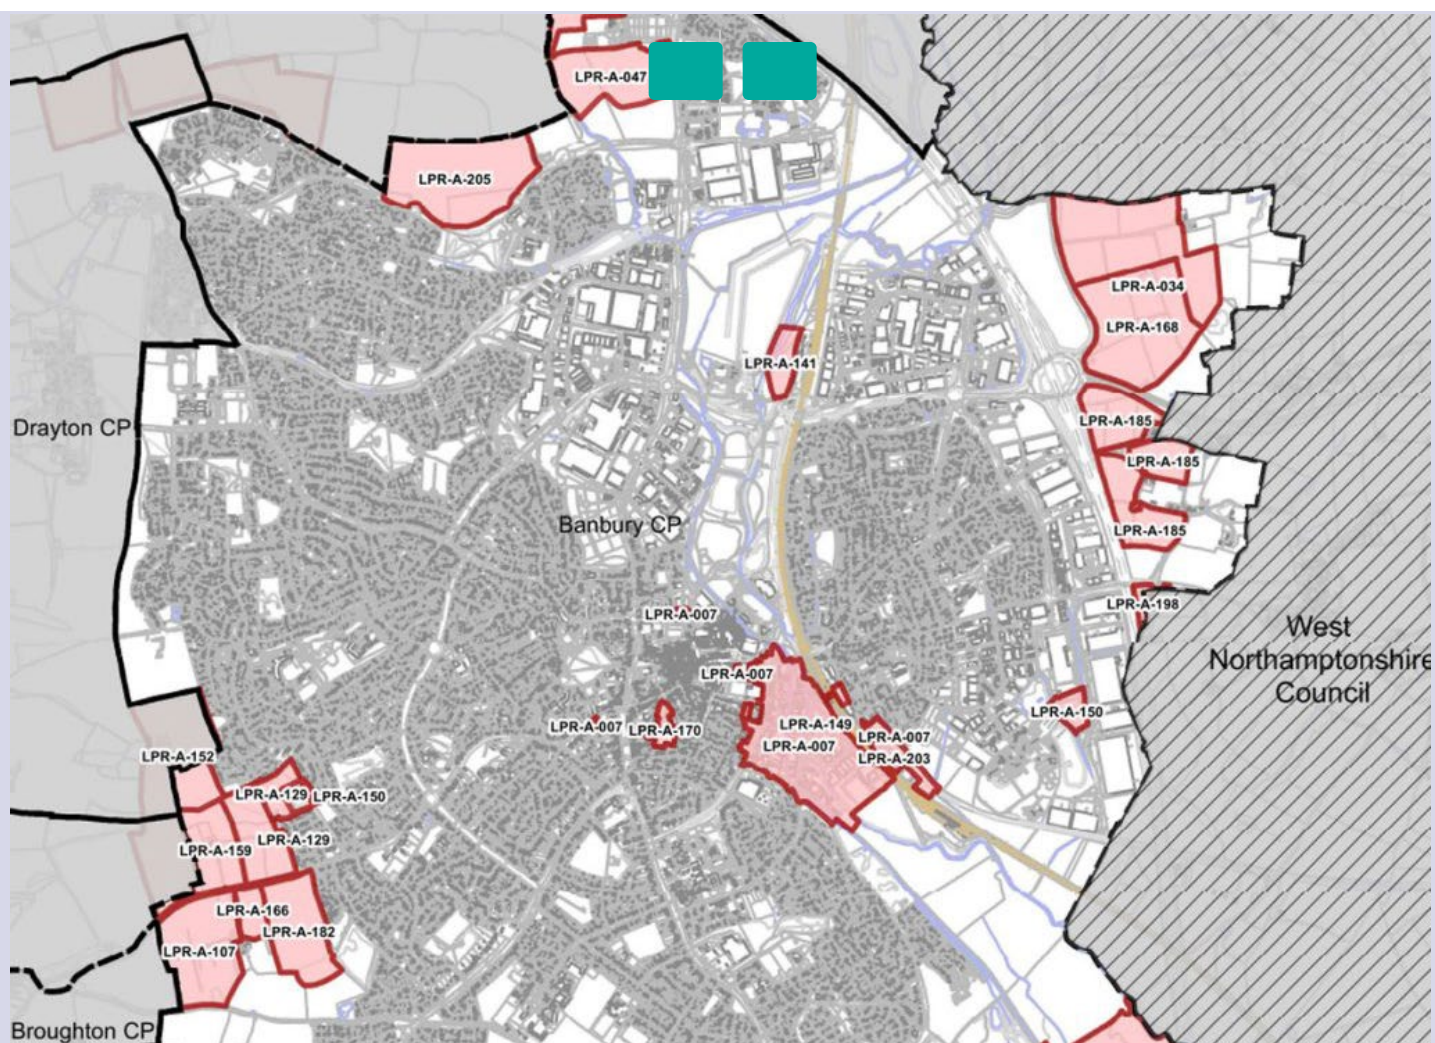 LPR-A-047
LPR-A-205
LPR-A-034
LPR-A-168
LPR-A-141
Drayton CP
LPR-A-185
LPR-A-185
Banbury CP
LPR-A-185
LPR-A-198
LPR-A-007
West
Northamptonshire
Council
LPR-A-007
LPR-A-150
LPR-A-007
LPR-A-170
LPR-A-149
LPR-A-007
LPR-A-007
LPR-A-203
LPR-A-152
LPR-A-129
LPR-A-150
LPR-A-129
LPR-A-159
LPR-A-166
LPR-A-182
LPR-A-107
Broughton CP